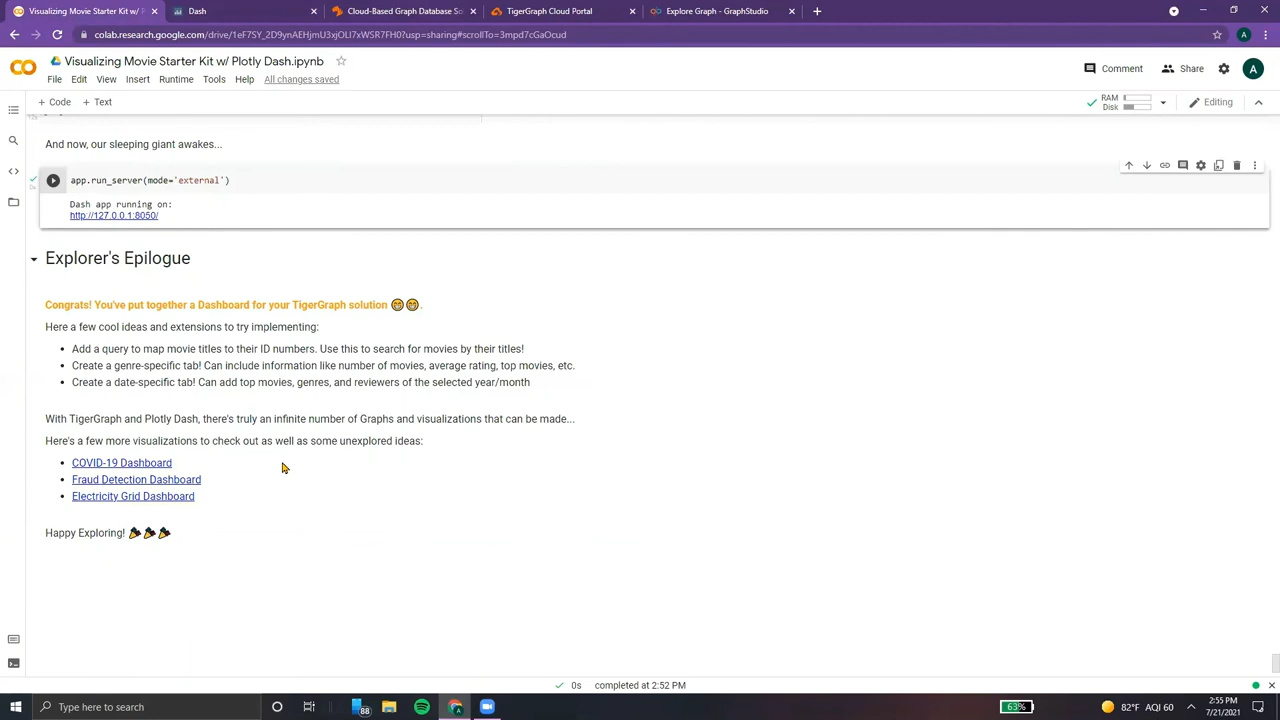 Visualizing Movie Starter Kit w/ P
Dash
Cloud-Based Graph Database So
TigerGraph Cloud Portal
Explore Graph - GraphStudio
colab.research.google.com/drive/1eF7SY_2D9ynAEHjmU3xjOLI7xWSR7FH0?usp=sharing#scrollTo=3mpd7cGaOcud
A
Visualizing Movie Starter Kit w/ Plotly Dash.ipynb
Comment
Share
A
File Edit View Insert Runtime Tools Help All changes saved
+ Code + Text
RAM
Disk
Editing
And now, our sleeping giant awakes...
app.run_server(mode='external')
0s
Dash app running on:
http://127.0.0.1:8050/
Explorer's Epilogue
Congrats! You've put together a Dashboard for your TigerGraph solution 😁😁.
Here a few cool ideas and extensions to try implementing:
• Add a query to map movie titles to their ID numbers. Use this to search for movies by their titles!
• Create a genre-specific tab! Can include information like number of movies, average rating, top movies, etc.
• Create a date-specific tab! Can add top movies, genres, and reviewers of the selected year/month
With TigerGraph and Plotly Dash, there's truly an infinite number of Graphs and visualizations that can be made...
Here's a few more visualizations to check out as well as some unexplored ideas:
• COVID-19 Dashboard
• Fraud Detection Dashboard
• Electricity Grid Dashboard
Happy Exploring! 🎉🎉🎉
0s completed at 2:52 PM
Type here to search
88
63%
82°F AQI 60
2:55 PM
7/21/2021